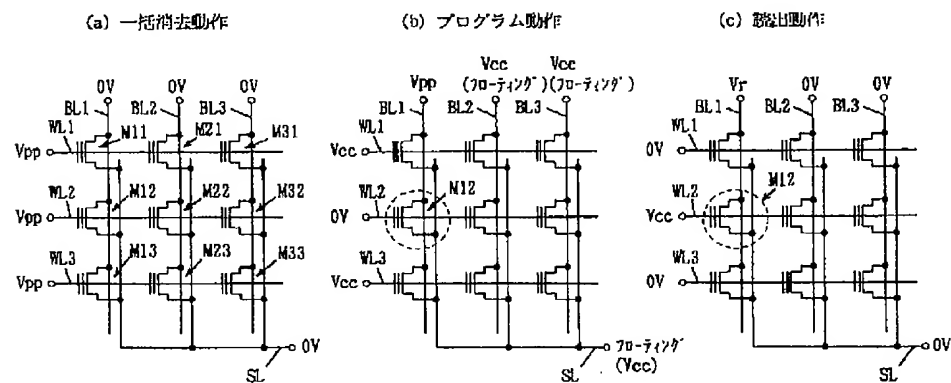 (a) 一括消去動作
0V 0V 0V
BL1 BL2 BL3
WL1 M11 M21 M31
Vpp
WL2 M12 M22 M32
Vpp
WL3 M13 M23 M33
Vpp
0V
SL
(b) プログラム動作
Vcc Vcc
Vpp (フローティング)(フローティング)
BL1 BL2 BL3
WL1
Vcc
WL2 M12
0V
WL3
Vcc
フローティング
SL (Vcc)
(c) 読出動作
Vr 0V 0V
BL1 BL2 BL3
WL1
0V
WL2 M12
Vcc
WL3
0V
0V
SL